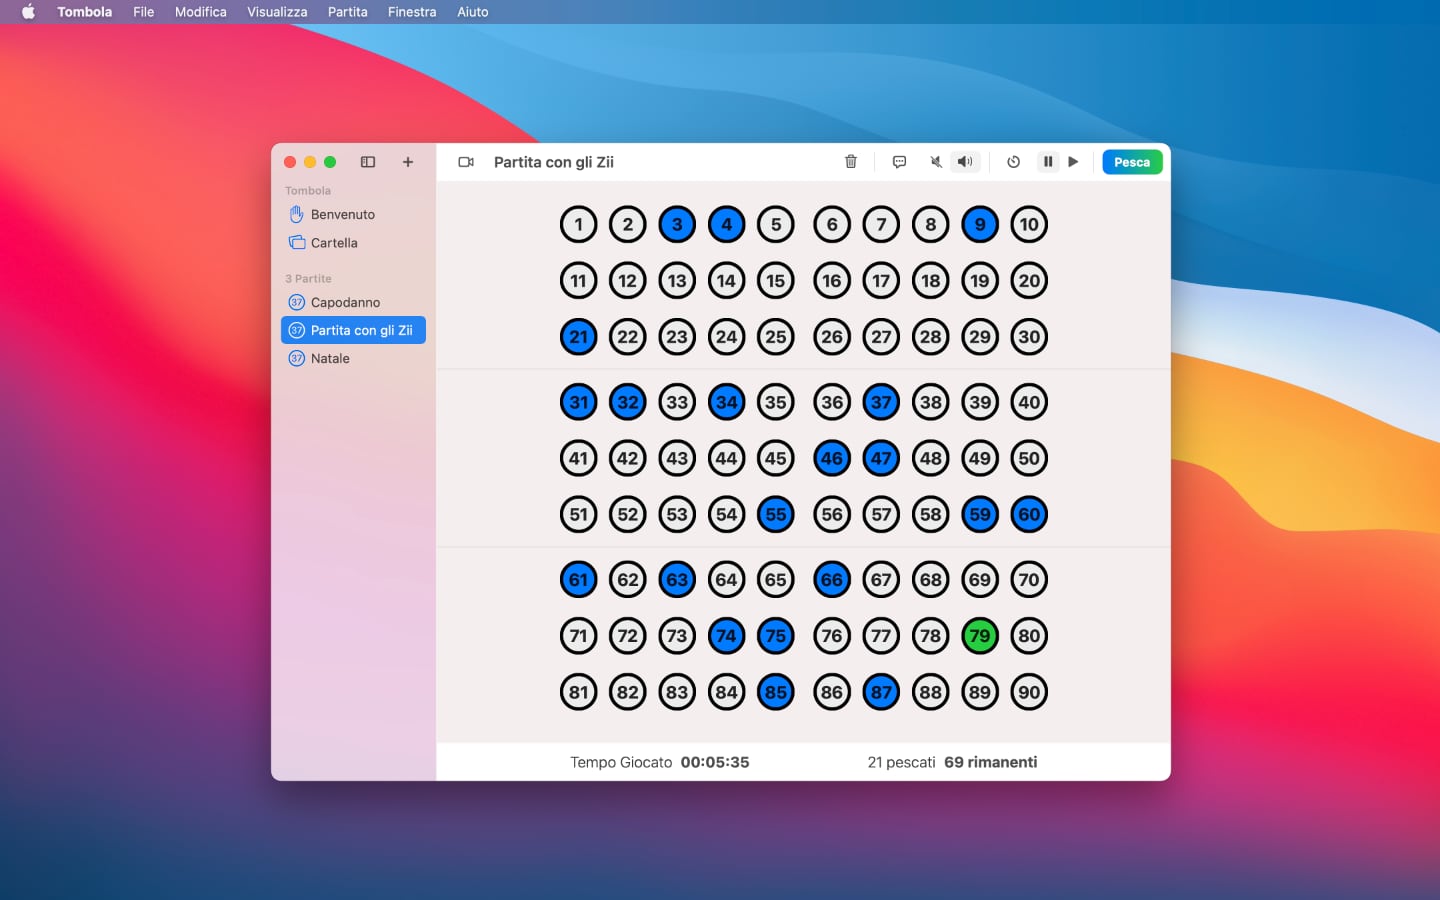 Tombola File Modifica Visualizza Partita Finestra Aiuto
Partita con gli Zii
Pesca
Tombola
Benvenuto
Cartella
3 Partite
37 Capodanno
37 Partita con gli Zii
37 Natale
1 2 3 4 5 6 7 8 9 10
11 12 13 14 15 16 17 18 19 20
21 22 23 24 25 26 27 28 29 30
31 32 33 34 35 36 37 38 39 40
41 42 43 44 45 46 47 48 49 50
51 52 53 54 55 56 57 58 59 60
61 62 63 64 65 66 67 68 69 70
71 72 73 74 75 76 77 78 79 80
81 82 83 84 85 86 87 88 89 90
Tempo Giocato 00:05:35
21 pescati 69 rimanenti